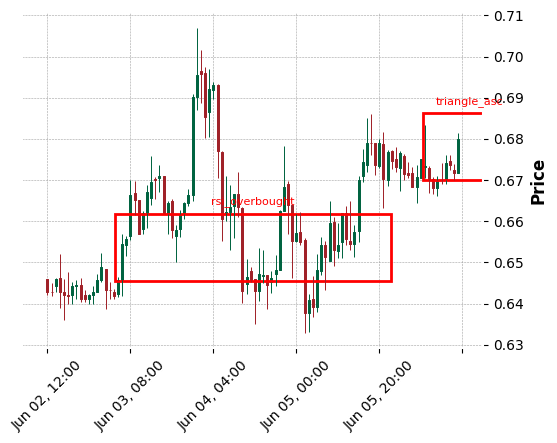 0.71
0.70
triangle_asc
0.69
0.68
0.67
rsi_overbought
0.66
0.65
0.64
0.63
Price
Jun 02, 12:00
Jun 03, 08:00
Jun 04, 04:00
Jun 05, 00:00
Jun 05, 20:00